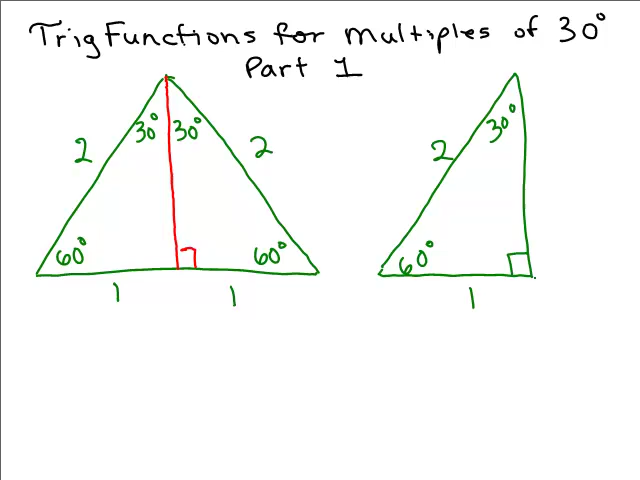 Trig Functions for multiples of 30°
Part 1
30° 30° 30°
2 2 2
60° 60° 60°
1 1 1